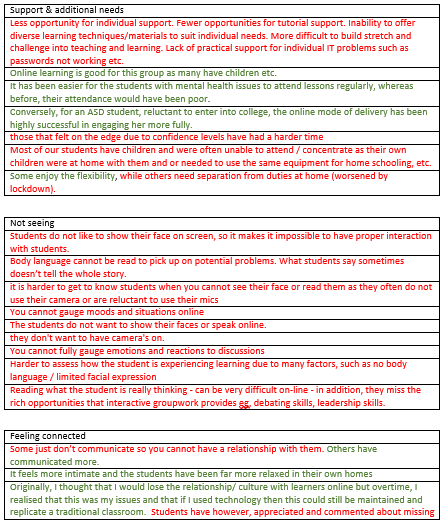 Support & additional needs
Less opportunity for individual support. Fewer opportunities for tutorial support. Inability to offer
diverse learning techniques/materials to suit individual needs. More difficult to build stretch and
challenge into teaching and learning. Lack of practical support for individual IT problems such as
passwords not working etc.
Online learning is good for this group as many have children etc.
It has been easier for the students with mental health issues to attend lessons regularly, whereas
before, their attendance would have been poor.
Conversely, for an ASD student, reluctant to enter into college, the online mode of delivery has been
highly successful in engaging her more fully.
those that felt on the edge due to confidence levels have had a harder time
Most of our students have children and were often unable to attend / concentrate as their own
children were at home with them and or needed to use the same equipment for home schooling, etc.
Some enjoy the flexibility, while others need separation from duties at home (worsened by
lockdown).
Not seeing
Students do not like to show their face on screen, so it makes it impossible to have proper interaction
with students.
Body language cannot be read to pick up on potential problems. What students say sometimes
doesn't tell the whole story.
it is harder to get to know students when you cannot see their face or read them as they often do not
use their camera or are reluctant to use their mics
You cannot gauge moods and situations online
The students do not want to show their faces or speak online.
they don't want to have camera's on.
You cannot fully gauge emotions and reactions to discussions
Harder to assess how the student is experiencing learning due to many factors, such as no body
language / limited facial expression
Reading what the student is really thinking - can be very difficult on-line - in addition, they miss the
rich opportunities that interactive groupwork provides eg, debating skills, leadership skills.
Feeling connected
Some just don't communicate so you cannot have a relationship with them. Others have
communicated more.
It feels more intimate and the students have been far more relaxed in their own homes
Originally, I thought that I would lose the relationship/ culture with learners online but overtime, I
realised that this was my issues and that if I used technology then this could still be maintained and
replicate a traditional classroom. Students have however, appreciated and commented about missing